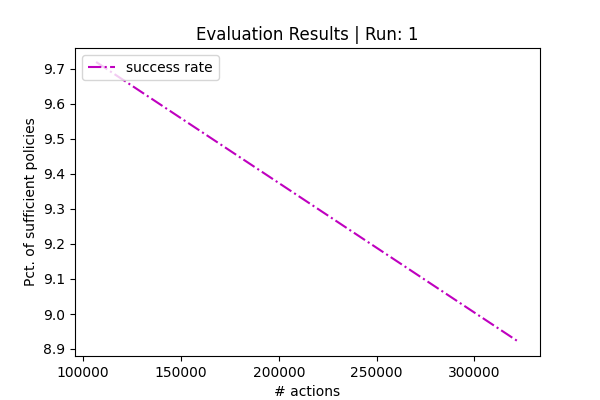 Evaluation Results | Run: 1
success rate
Pct. of sufficient policies
9.7
9.6
9.5
9.4
9.3
9.2
9.1
9.0
8.9
100000 150000 200000 250000 300000
# actions